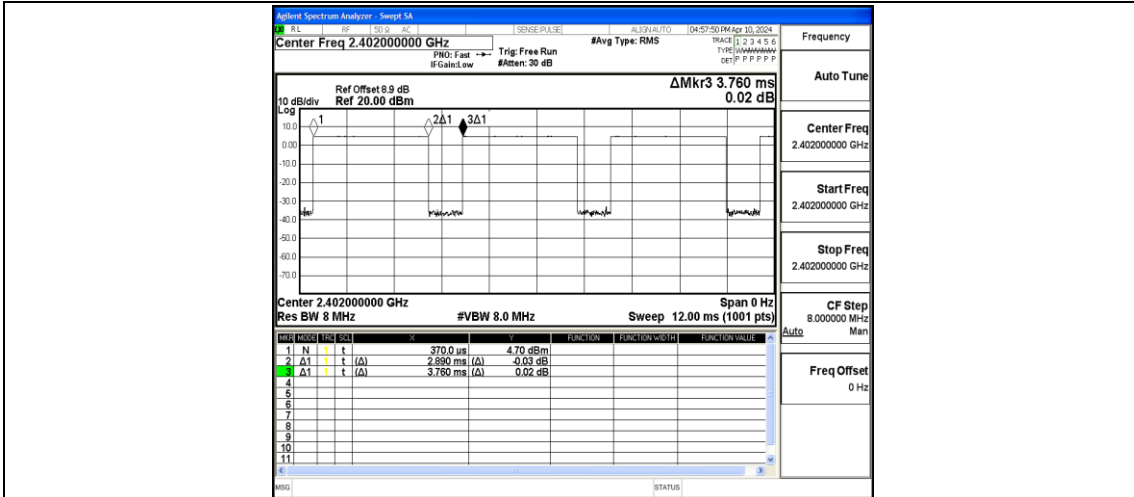 Agilent Spectrum Analyzer - Swept SA
RL RF 50 Ω AC SENSE:PULSE ALIGNAUTO 04:57:50 PM Apr 10, 2024
Center Freq 2.402000000 GHz #Avg Type: RMS TRACE 1 2 3 4 5 6
PNO: Fast Trig: Free Run TYPE WWWWWW
IFGain:Low #Atten: 30 dB DET P P P P P P
Frequency
ΔMkr3 3.760 ms
0.02 dB
Ref Offset 8.9 dB
10 dB/div Ref 20.00 dBm
Log
1 2Δ1 3Δ1
10.0
0.00
-10.0
-20.0
-30.0
-40.0
-50.0
-60.0
-70.0
Center 2.402000000 GHz Span 0 Hz
Res BW 8 MHz #VBW 8.0 MHz Sweep 12.00 ms (1001 pts)
MKR MODE TRC SCL X Y FUNCTION FUNCTION WIDTH FUNCTION VALUE
1 N 1 t 370.0 us 4.70 dBm
2 Δ1 1 t (Δ) 2.890 ms (Δ) -0.03 dB
3 Δ1 1 t (Δ) 3.760 ms (Δ) 0.02 dB
4
5
6
7
8
9
10
11
MSG STATUS
Auto Tune
Center Freq
2.402000000 GHz
Start Freq
2.402000000 GHz
Stop Freq
2.402000000 GHz
CF Step
8.000000 MHz
Auto Man
Freq Offset
0 Hz